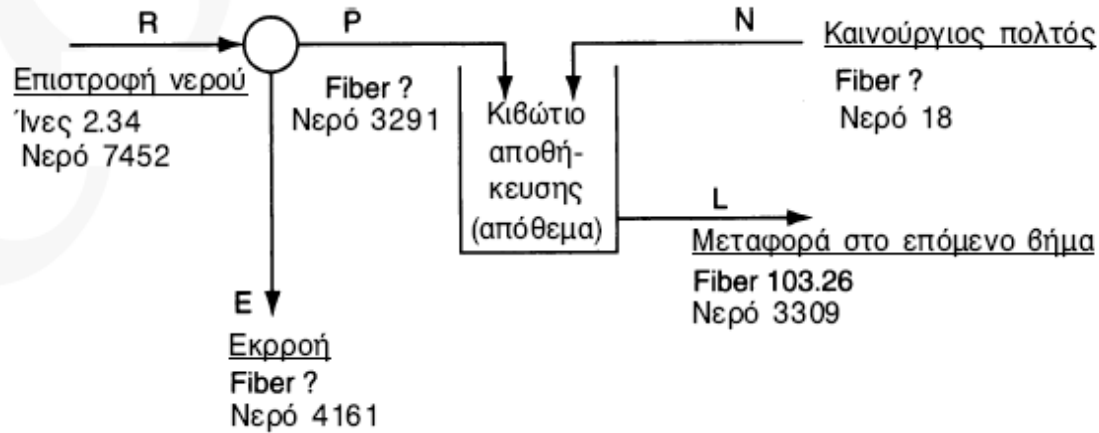 R
P
N
Καινούργιος πολτός
Επιστροφή νερού
Ίνες 2.34
Νερό 7452
Fiber ?
Νερό 3291
Fiber ?
Νερό 18
Κιβώτιο
αποθή-
κευσης
(απόθεμα)
L
Μεταφορά στο επόμενο βήμα
Fiber 103.26
Νερό 3309
E
Εκρροή
Fiber ?
Νερό 4161